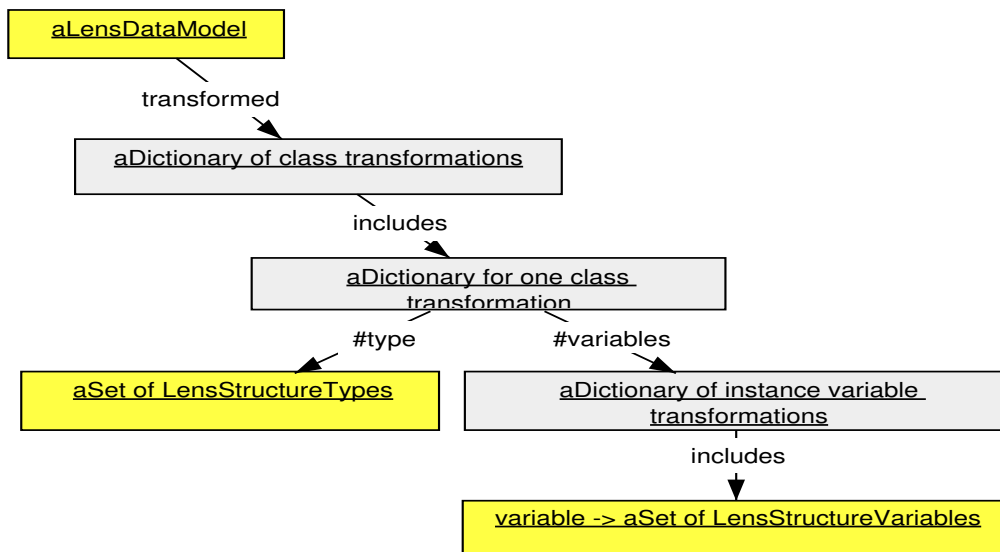 aLensDataModel
transformed
aDictionary of class transformations
includes
aDictionary for one class
transformation
#type
#variables
aSet of LensStructureTypes
aDictionary of instance variable
transformations
includes
variable -> aSet of LensStructureVariables